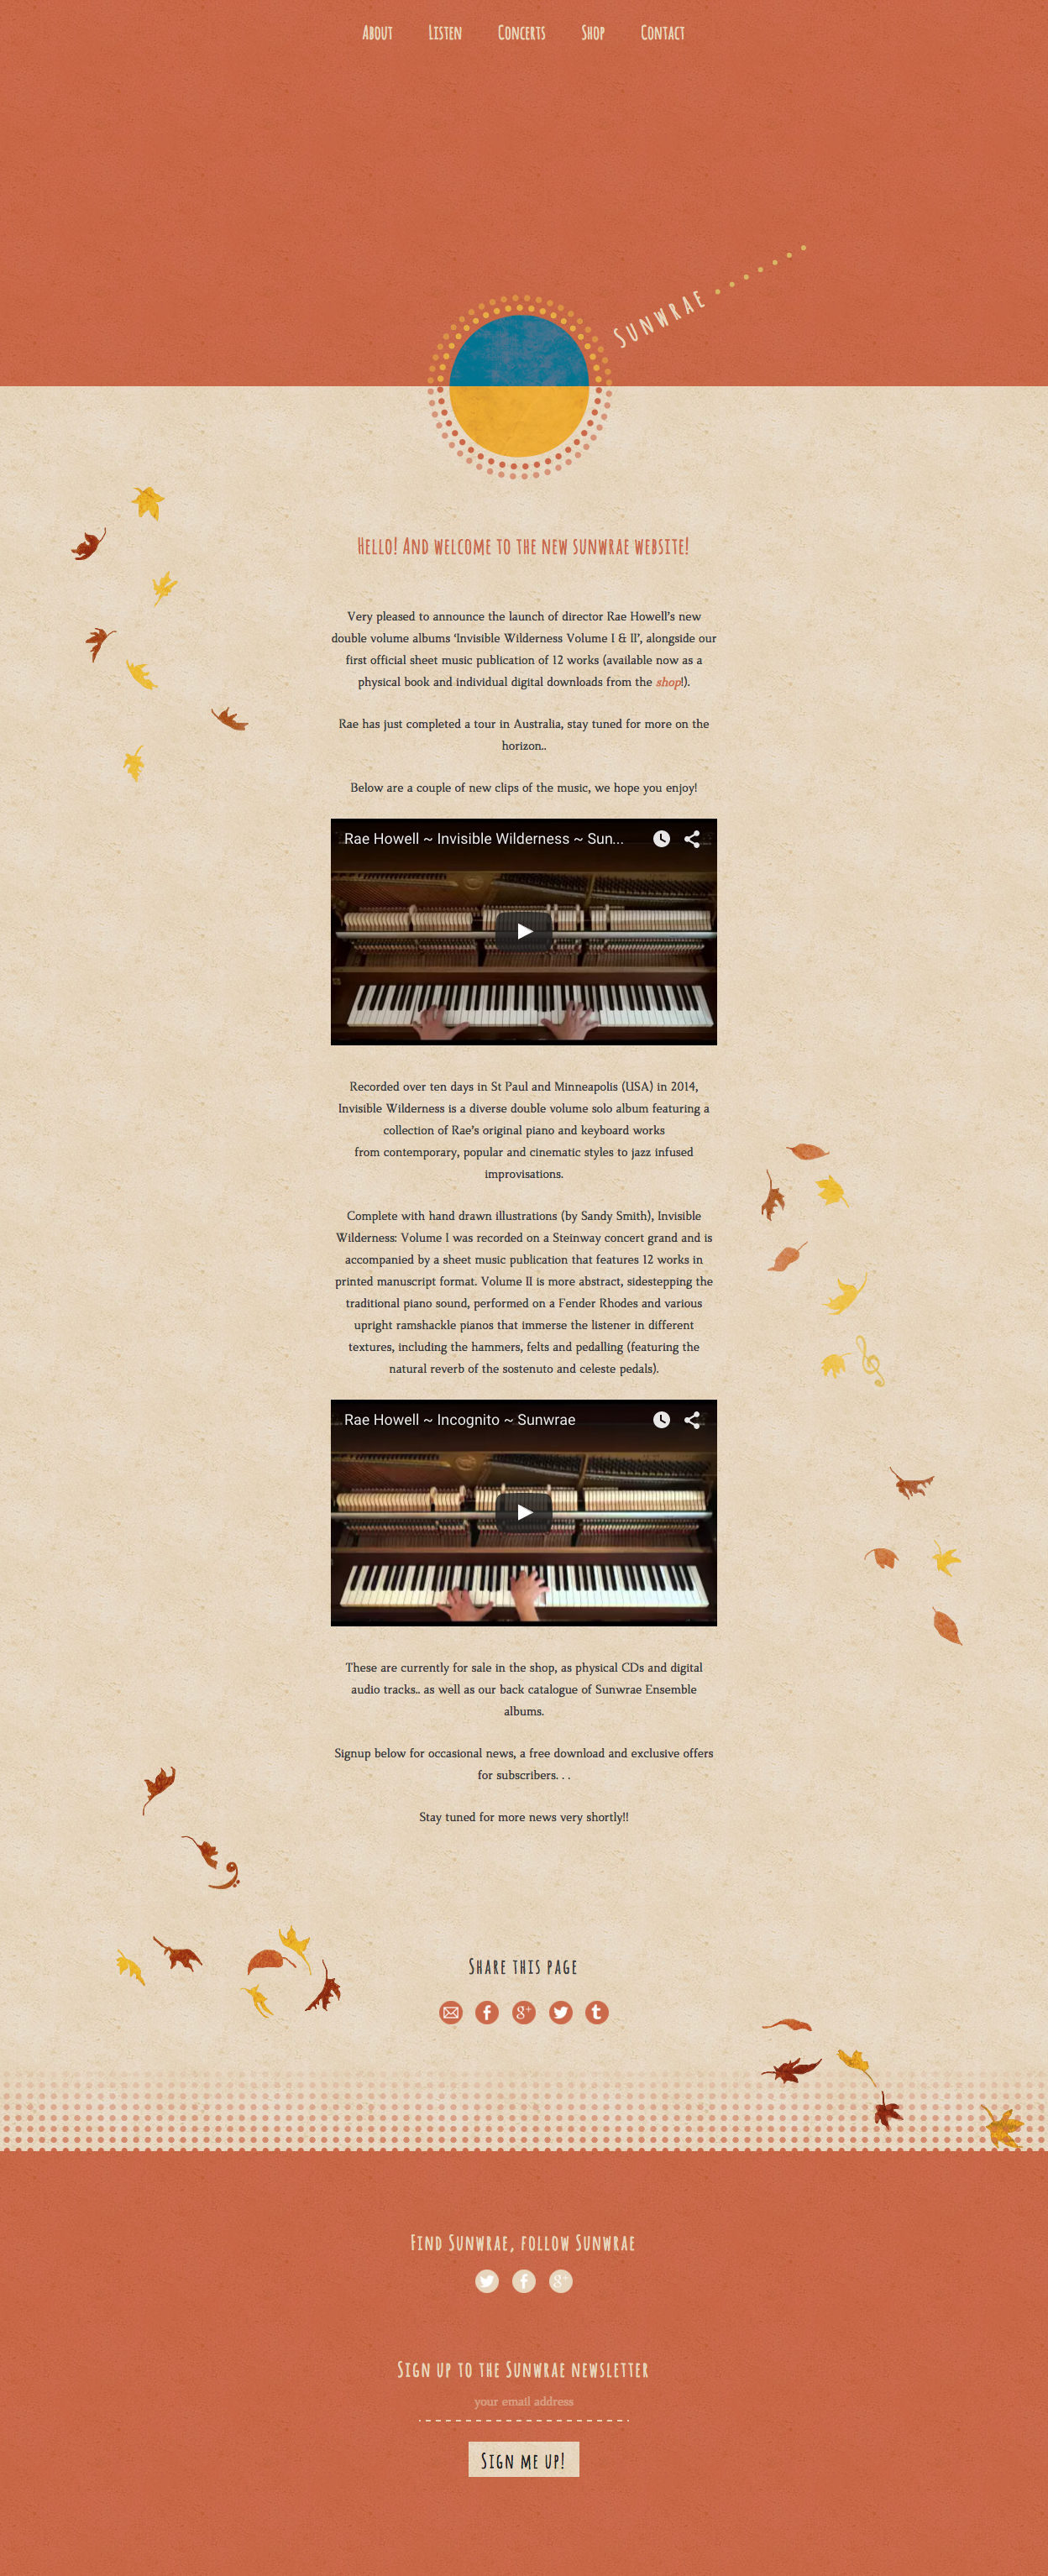 About Listen Concerts Shop Contact
Sunwrae
Hello! And welcome to the new sunwrae website!
Very pleased to announce the launch of director Rae Howell's new
double volume albums ‘Invisible Wilderness Volume I & II’, alongside our
first official sheet music publication of 12 works (available now as a
physical book and individual digital downloads from the shop!).
Rae has just completed a tour in Australia, stay tuned for more on the
horizon..
Below are a couple of new clips of the music, we hope you enjoy!
Rae Howell ~ Invisible Wilderness ~ Sun...
Recorded over ten days in St Paul and Minneapolis (USA) in 2014,
Invisible Wilderness is a diverse double volume solo album featuring a
collection of Rae's original piano and keyboard works
from contemporary, popular and cinematic styles to jazz infused
improvisations.
Complete with hand drawn illustrations (by Sandy Smith), Invisible
Wilderness: Volume I was recorded on a Steinway concert grand and is
accompanied by a sheet music publication that features 12 works in
printed manuscript format. Volume II is more abstract, sidestepping the
traditional piano sound, performed on a Fender Rhodes and various
upright ramshackle pianos that immerse the listener in different
textures, including the hammers, felts and pedalling (featuring the
natural reverb of the sostenuto and celeste pedals).
Rae Howell ~ Incognito ~ Sunwrae
These are currently for sale in the shop, as physical CDs and digital
audio tracks.. as well as our back catalogue of Sunwrae Ensemble
albums.
Signup below for occasional news, a free download and exclusive offers
for subscribers. . .
Stay tuned for more news very shortly!!
Share this page
Find Sunwrae, follow Sunwrae
Sign up to the Sunwrae newsletter
your email address
Sign me up!